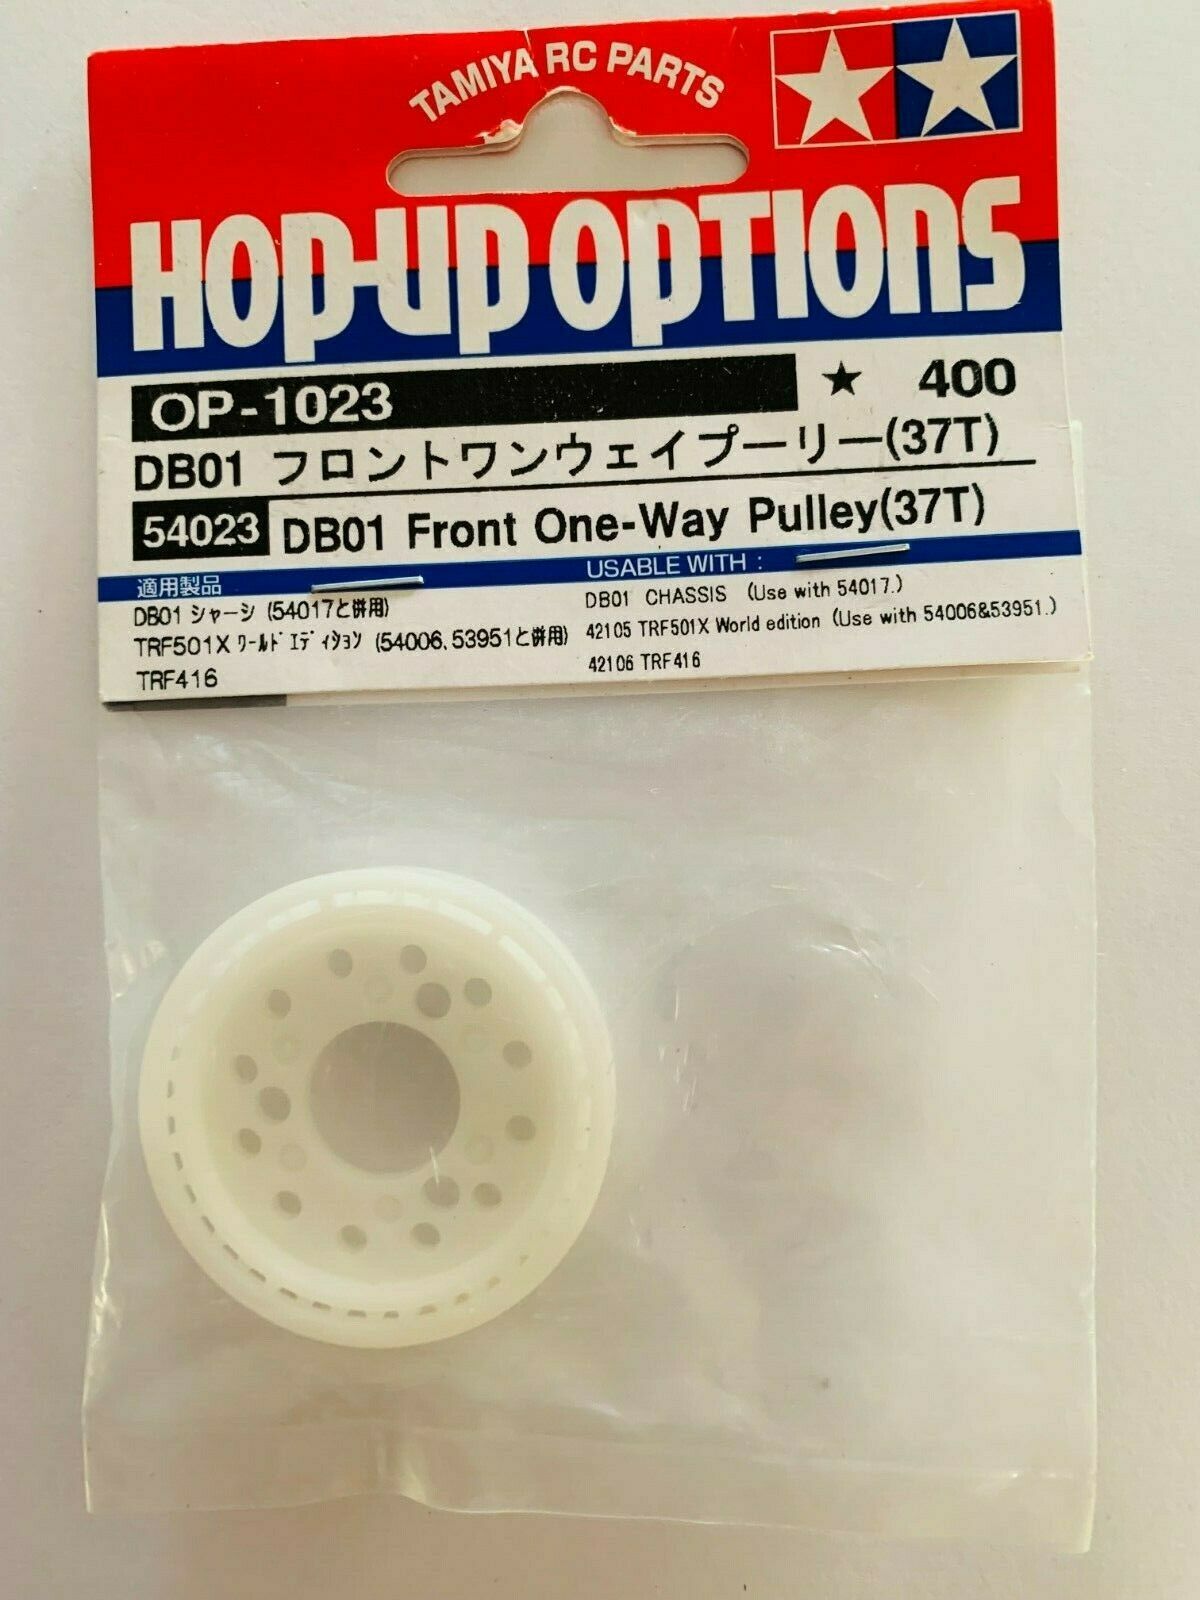 TAMIYA RC PARTS
HOP-UP OPTIONS
OP-1023 ★ 400
DB01 フロントワンウェイプーリー(37T)
54023 DB01 Front One-Way Pulley(37T)
適用製品
DB01 シャーシ (54017と併用)
TRF501X ワールドエディション (54006、53951と併用)
TRF416
USABLE WITH :
DB01 CHASSIS (Use with 54017.)
42105 TRF501X World edition (Use with 54006&53951.)
42106 TRF416